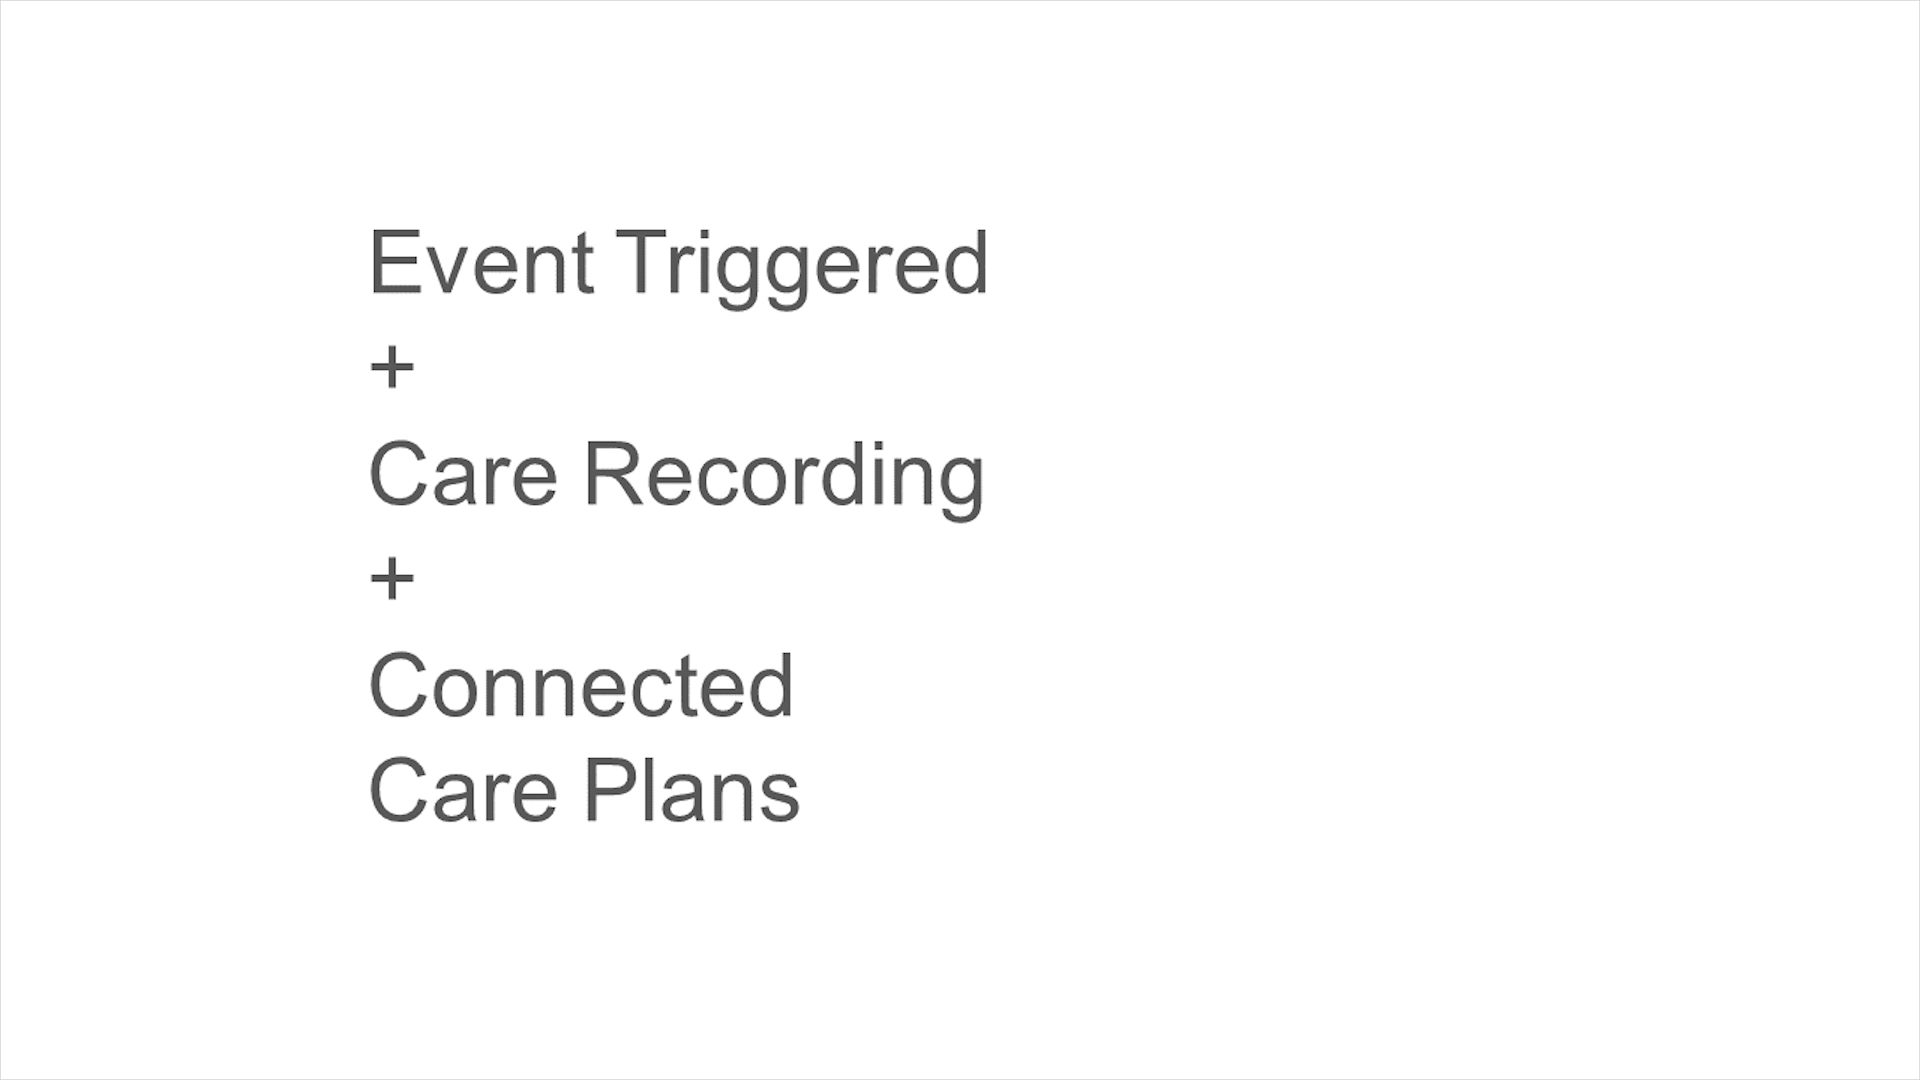 Event Triggered
+
Care Recording
+
Connected
Care Plans